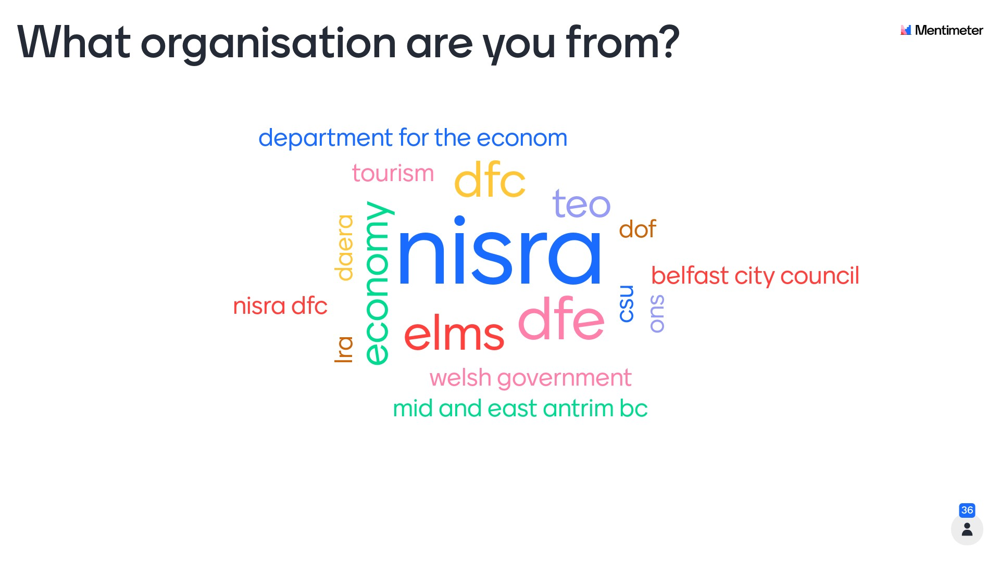 What organisation are you from?
Mentimeter
department for the econom
tourism
dfc
teo
daera
economy
nisra
dof
belfast city council
nisra dfc
csu
ons
elms
dfe
lra
welsh government
mid and east antrim bc
36